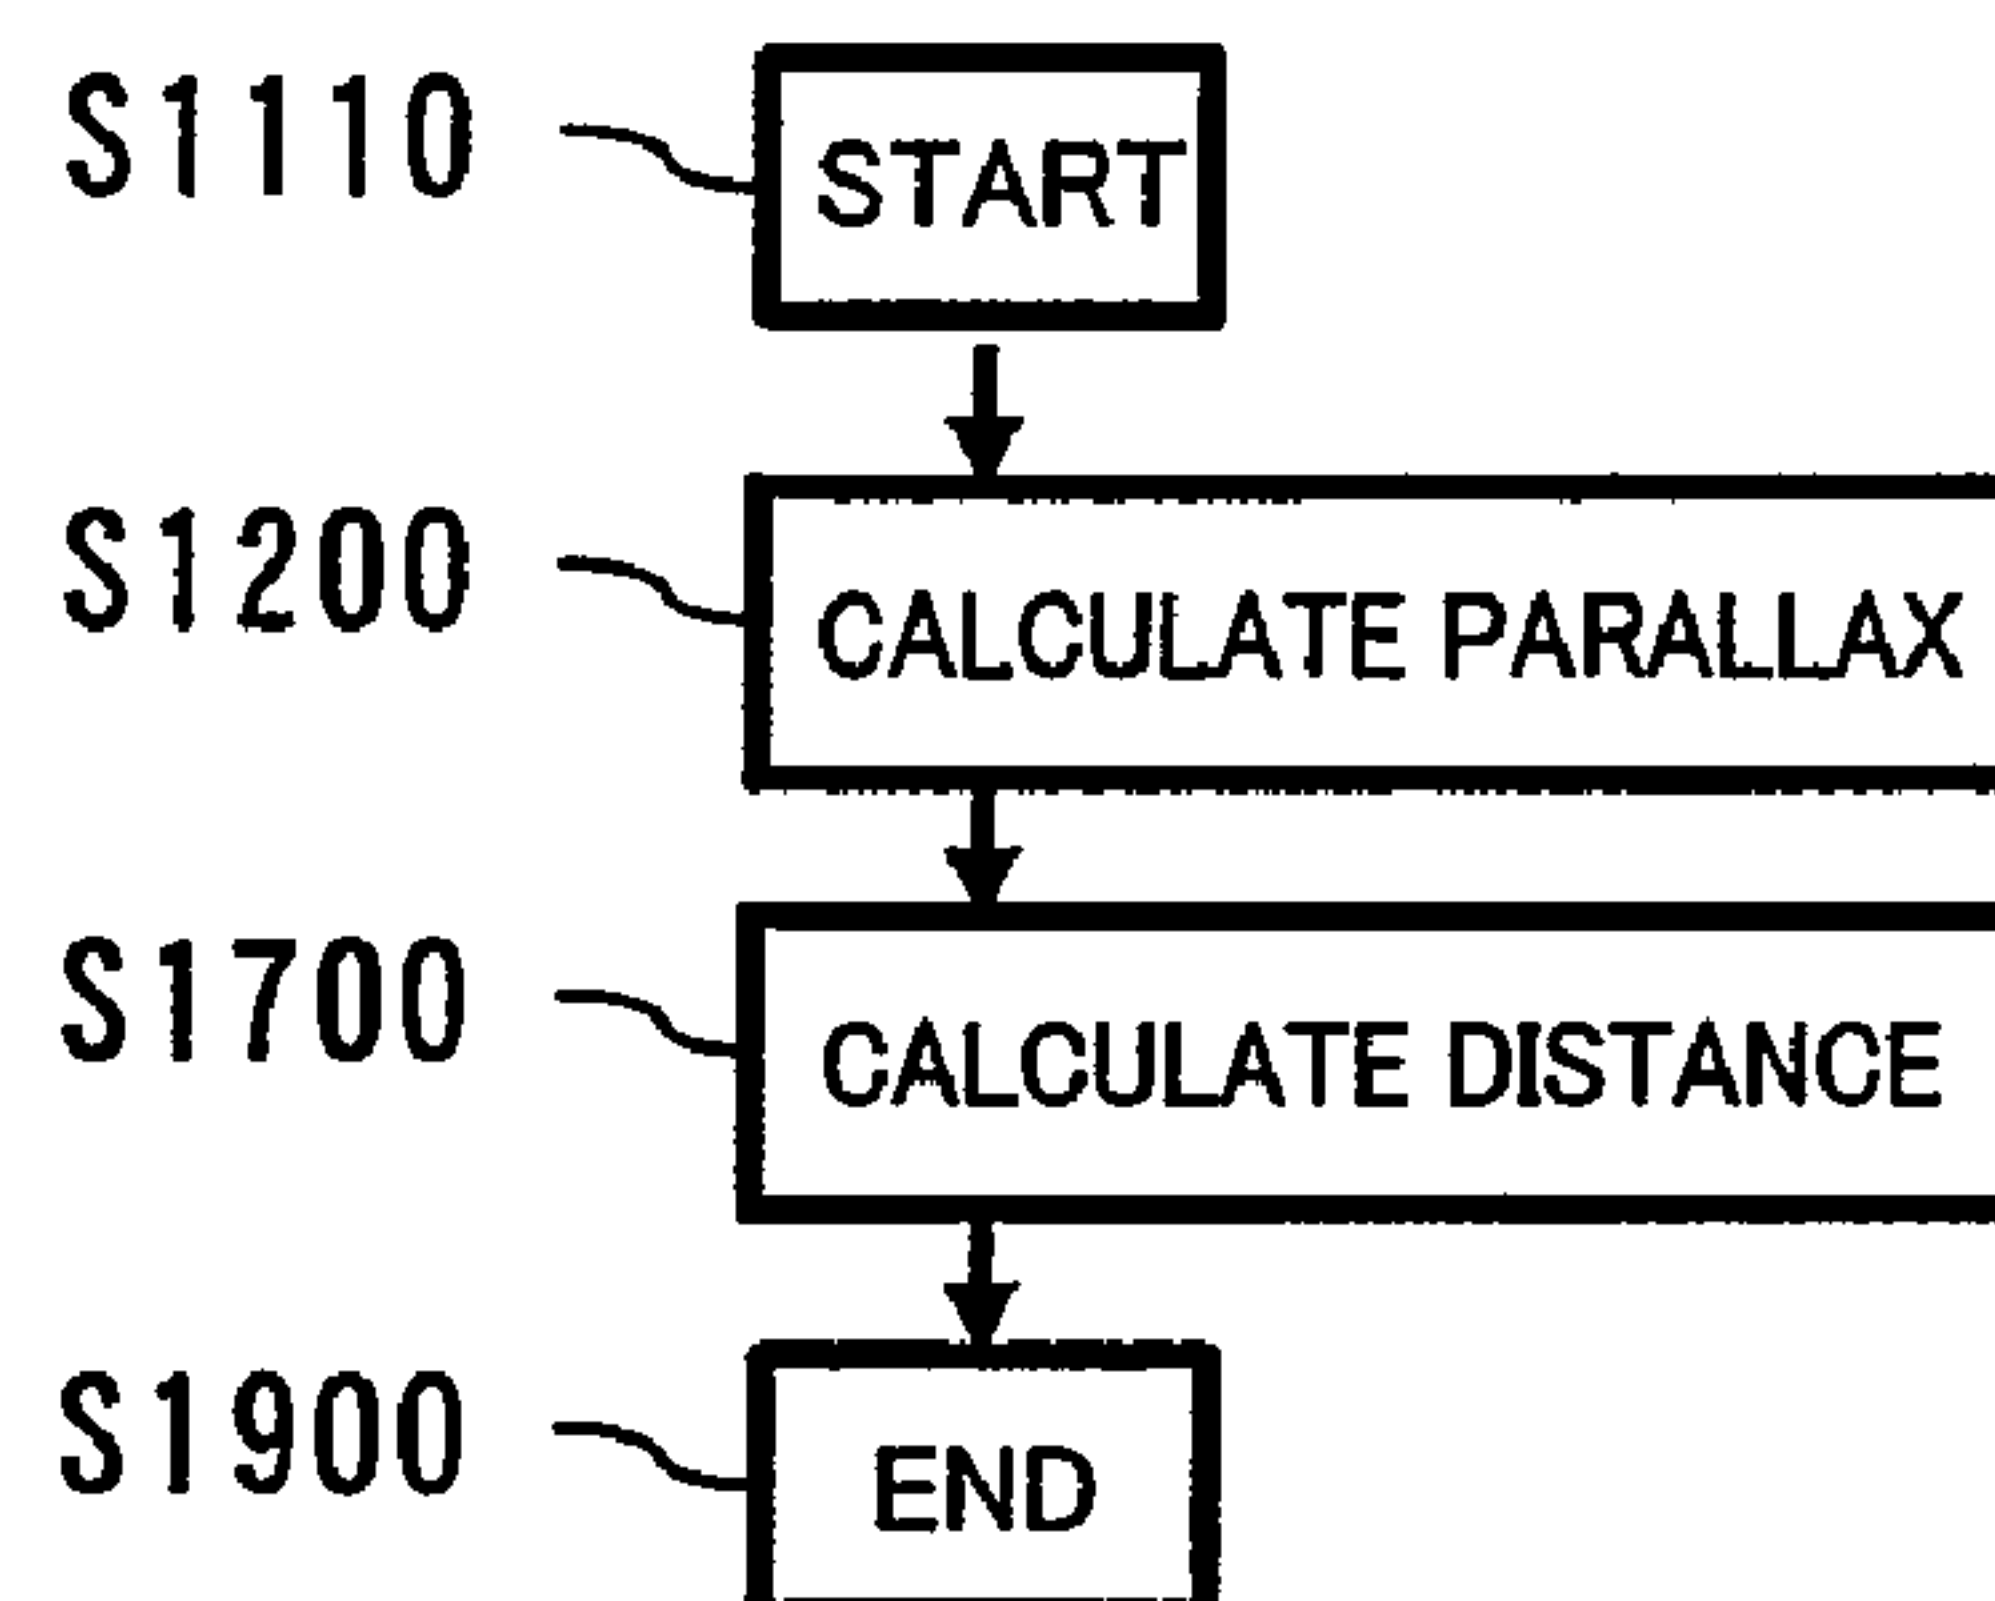 S1110
START
S1200
CALCULATE PARALLAX
S1700
CALCULATE DISTANCE
S1900
END